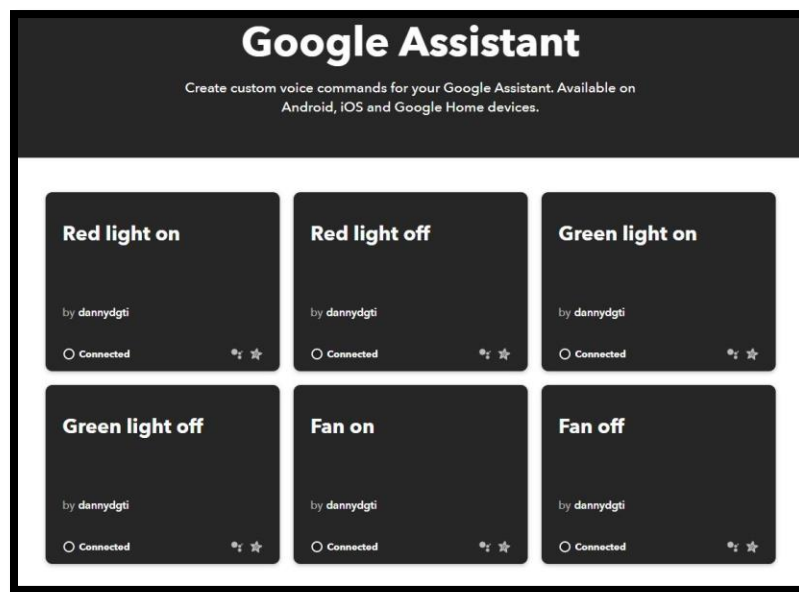 Google Assistant
Create custom voice commands for your Google Assistant. Available on
Android, iOS and Google Home devices.
Red light on
by dannydgti
Connected
Red light off
by dannydgti
Connected
Green light on
by dannydgti
Connected
Green light off
by dannydgti
Connected
Fan on
by dannydgti
Connected
Fan off
by dannydgti
Connected